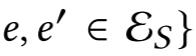 e, e′ ∈ ℰ_S}